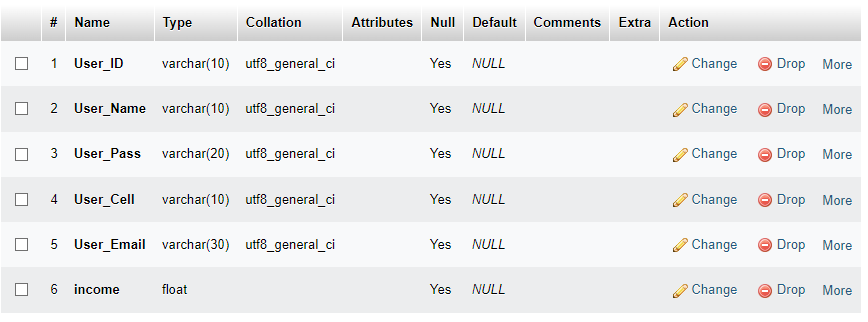 # Name Type Collation Attributes Null Default Comments Extra Action
1 User_ID varchar(10) utf8_general_ci Yes NULL Change Drop More
2 User_Name varchar(10) utf8_general_ci Yes NULL Change Drop More
3 User_Pass varchar(20) utf8_general_ci Yes NULL Change Drop More
4 User_Cell varchar(10) utf8_general_ci Yes NULL Change Drop More
5 User_Email varchar(30) utf8_general_ci Yes NULL Change Drop More
6 income float Yes NULL Change Drop More